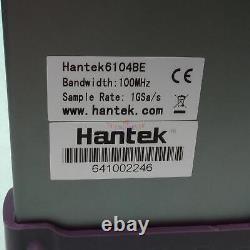 Hantek6104BE
Bandwidth:100MHz
Sample Rate: 1GSa/s
www.hantek.com
CE
Hantek
641002246